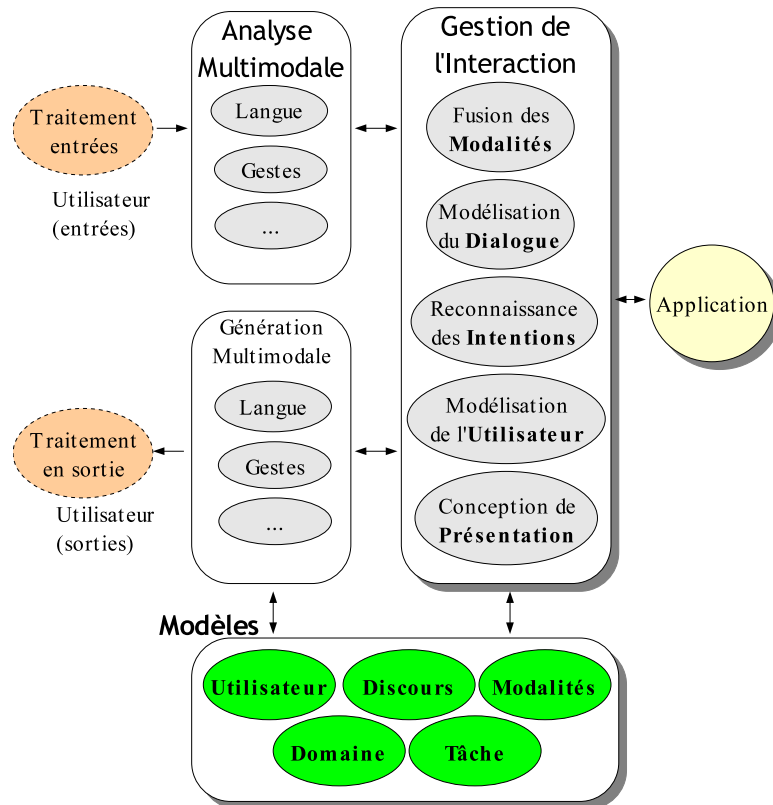 Analyse
Multimodale
Langue
Gestes
...
Traitement
entrées
Utilisateur
(entrées)
Gestion de
l'Interaction
Fusion des
Modalités
Modélisation
du Dialogue
Reconnaissance
des Intentions
Modélisation
de l'Utilisateur
Conception de
Présentation
Application
Génération
Multimodale
Langue
Gestes
...
Traitement
en sortie
Utilisateur
(sorties)
Modèles
Utilisateur
Discours
Modalités
Domaine
Tâche